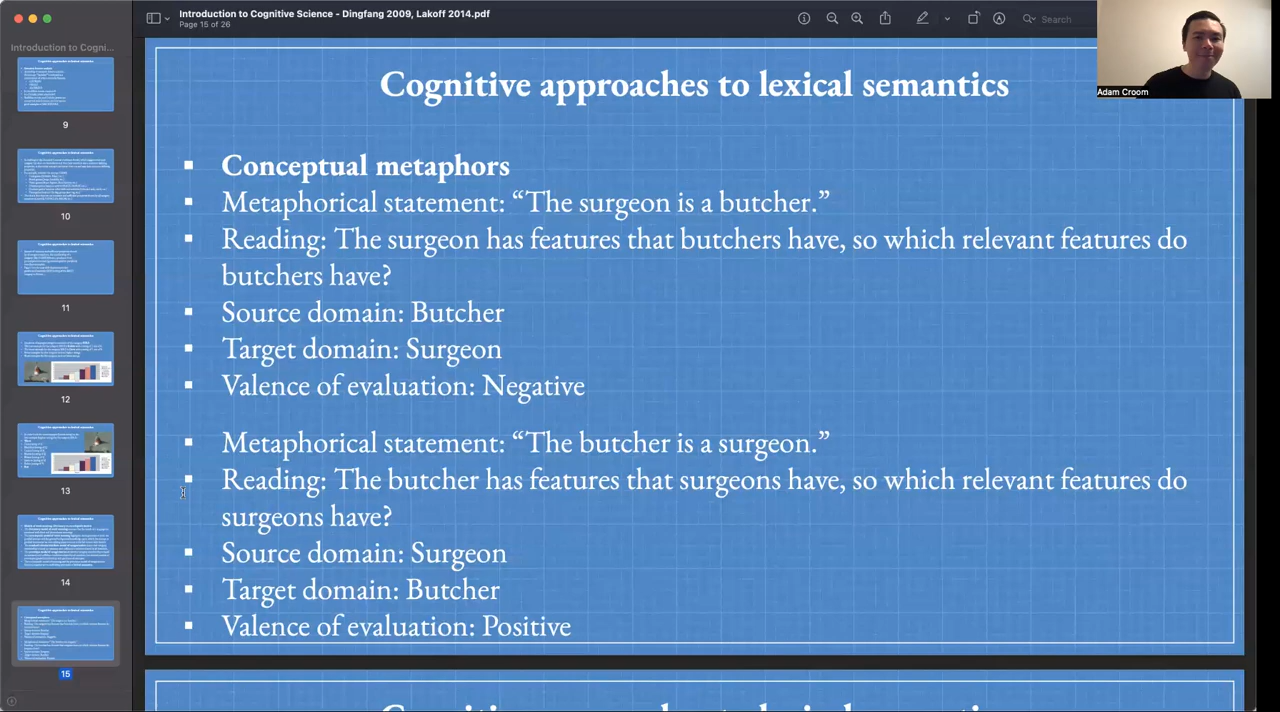 Introduction to Cognitive Science - Dingfang 2009, Lakoff 2014.pdf
Page 15 of 26
Search
Adam Croom
Introduction to Cogni...
9
10
11
12
13
14
15
Cognitive approaches to lexical semantics
Conceptual metaphors
Metaphorical statement: “The surgeon is a butcher.”
Reading: The surgeon has features that butchers have, so which relevant features do
butchers have?
Source domain: Butcher
Target domain: Surgeon
Valence of evaluation: Negative
Metaphorical statement: “The butcher is a surgeon.”
Reading: The butcher has features that surgeons have, so which relevant features do
surgeons have?
Source domain: Surgeon
Target domain: Butcher
Valence of evaluation: Positive